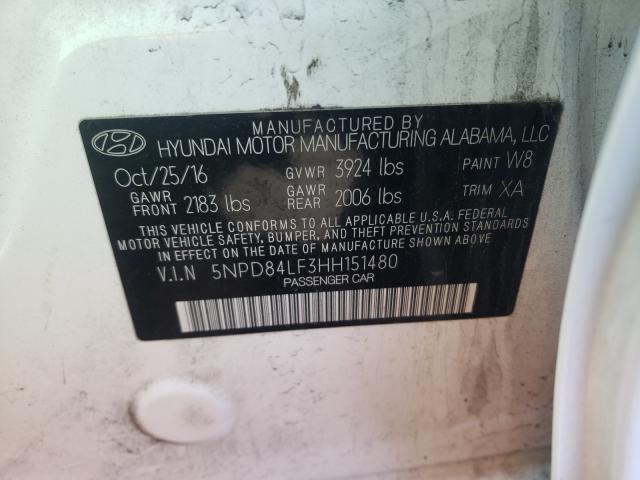 MANUFACTURED BY
HYUNDAI MOTOR MANUFACTURING ALABAMA, LLC
Oct/25/16 GVWR 3924 lbs PAINT W8
GAWR FRONT 2183 lbs GAWR REAR 2006 lbs TRIM XA
THIS VEHICLE CONFORMS TO ALL APPLICABLE U.S.A. FEDERAL
MOTOR VEHICLE SAFETY, BUMPER, AND THEFT PREVENTION STANDARDS
IN EFFECT ON THE DATE OF MANUFACTURE SHOWN ABOVE.
V.I.N 5NPD84LF3HH151480
PASSENGER CAR